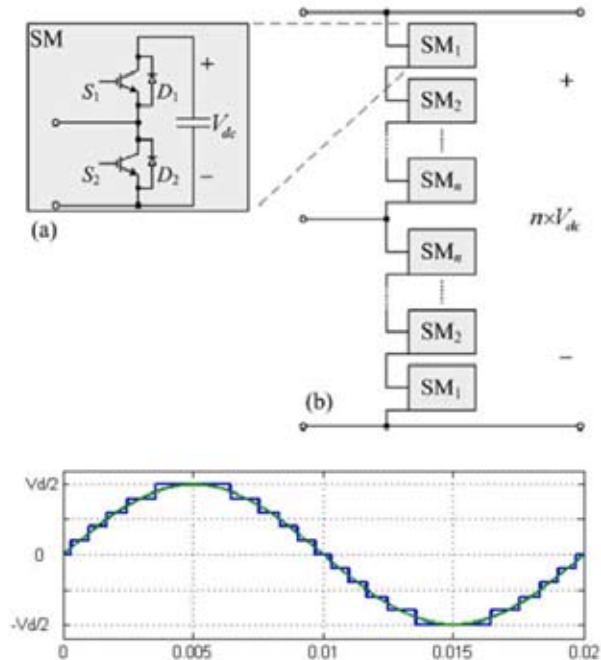 SM
S1
D1
+
Vdc
S2
D2
−
(a)
SM1
SM2
SMn
SMn
SM2
SM1
+
n×Vdc
−
(b)
Vd/2
0
-Vd/2
0
0.005
0.01
0.015
0.02